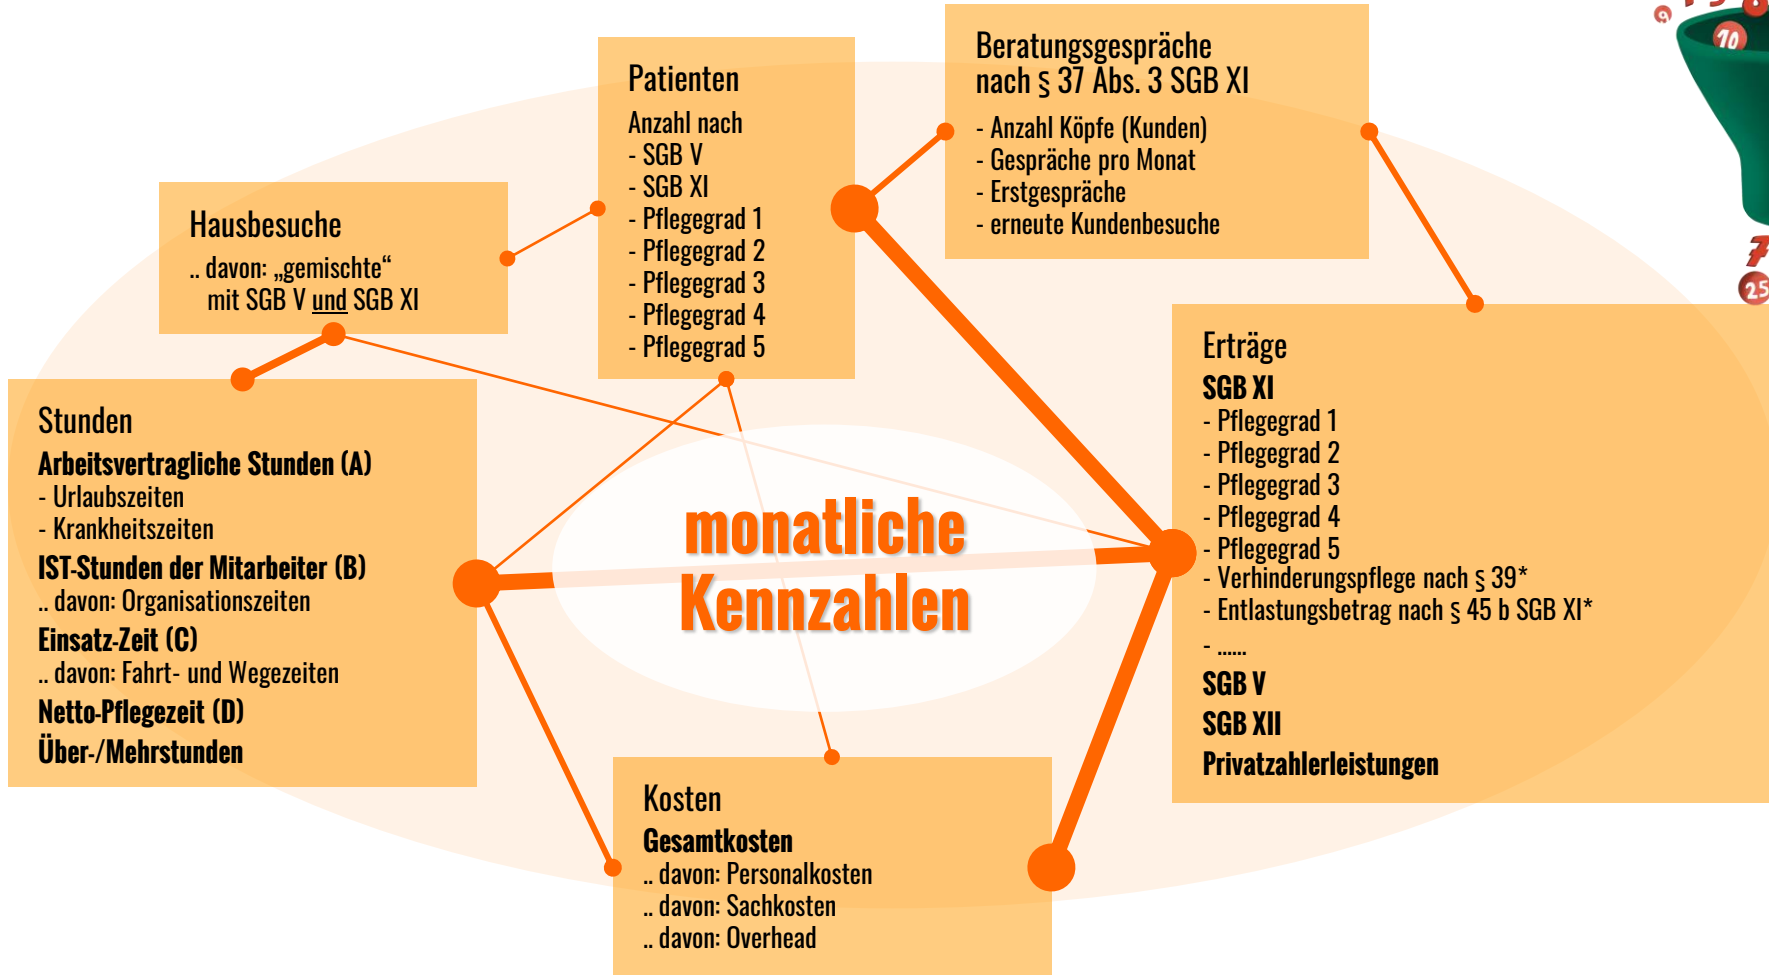 Patienten
Anzahl nach
- SGB V
- SGB XI
- Pflegegrad 1
- Pflegegrad 2
- Pflegegrad 3
- Pflegegrad 4
- Pflegegrad 5
Beratungsgespräche
nach § 37 Abs. 3 SGB XI
- Anzahl Köpfe (Kunden)
- Gespräche pro Monat
- Erstgespräche
- erneute Kundenbesuche
10
7
25
Hausbesuche
.. davon: „gemischte“
mit SGB V und SGB XI
Stunden
Arbeitsvertragliche Stunden (A)
- Urlaubszeiten
- Krankheitszeiten
IST-Stunden der Mitarbeiter (B)
.. davon: Organisationszeiten
Einsatz-Zeit (C)
.. davon: Fahrt- und Wegezeiten
Netto-Pflegezeit (D)
Über-/Mehrstunden
monatliche
Kennzahlen
Erträge
SGB XI
- Pflegegrad 1
- Pflegegrad 2
- Pflegegrad 3
- Pflegegrad 4
- Pflegegrad 5
- Verhinderungspflege nach § 39*
- Entlastungsbetrag nach § 45 b SGB XI*
- ......
SGB V
SGB XII
Privatzahlerleistungen
Kosten
Gesamtkosten
.. davon: Personalkosten
.. davon: Sachkosten
.. davon: Overhead